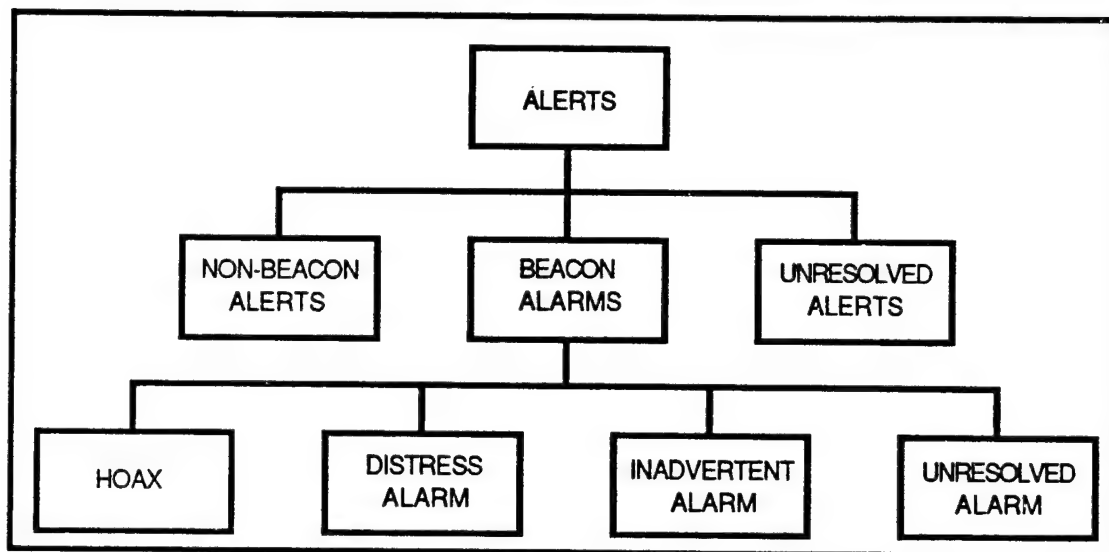 ALERTS
NON-BEACON
ALERTS
BEACON
ALARMS
UNRESOLVED
ALERTS
HOAX
DISTRESS
ALARM
INADVERTENT
ALARM
UNRESOLVED
ALARM